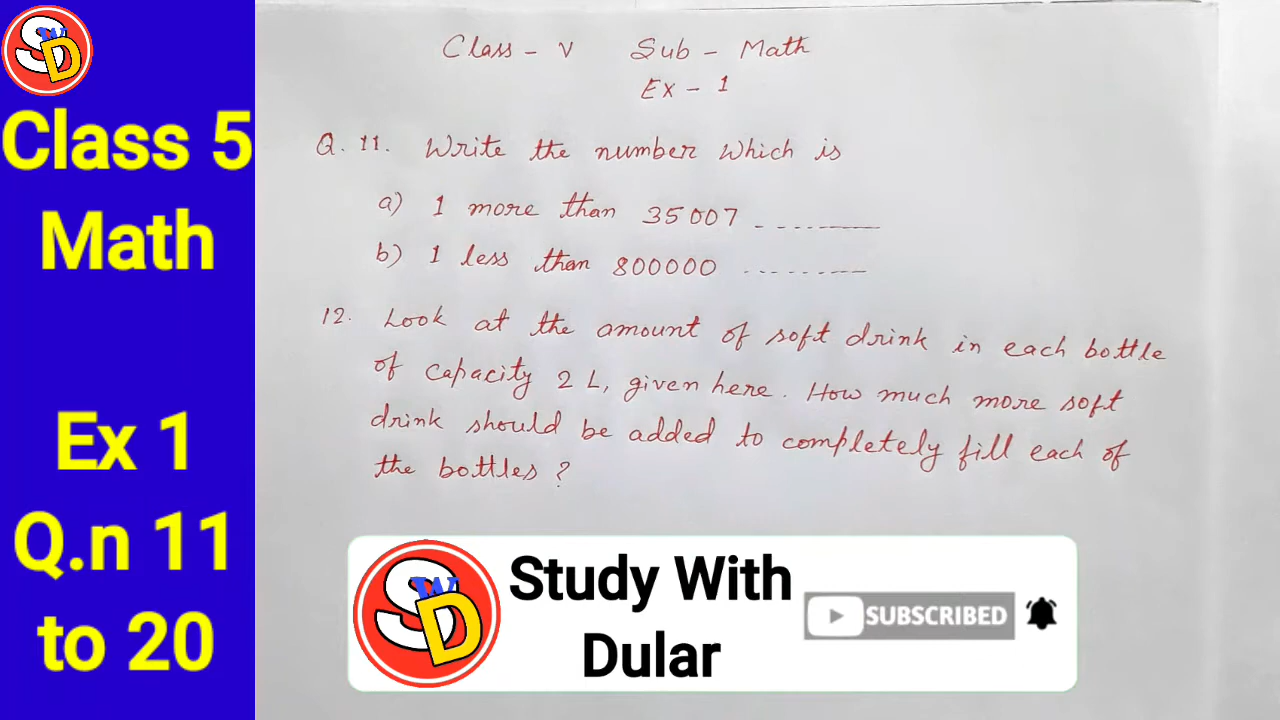 SWD
Class 5
Math
Ex 1
Q.n 11
to 20
Class - V Sub - Math
Ex - 1
Q. 11. Write the number which is
a) 1 more than 35007 ..........
b) 1 less than 800000 ..........
12. Look at the amount of soft drink in each bottle
of capacity 2 L, given here. How much more soft
drink should be added to completely fill each of
the bottles ?
SWD
Study With
Dular
SUBSCRIBED